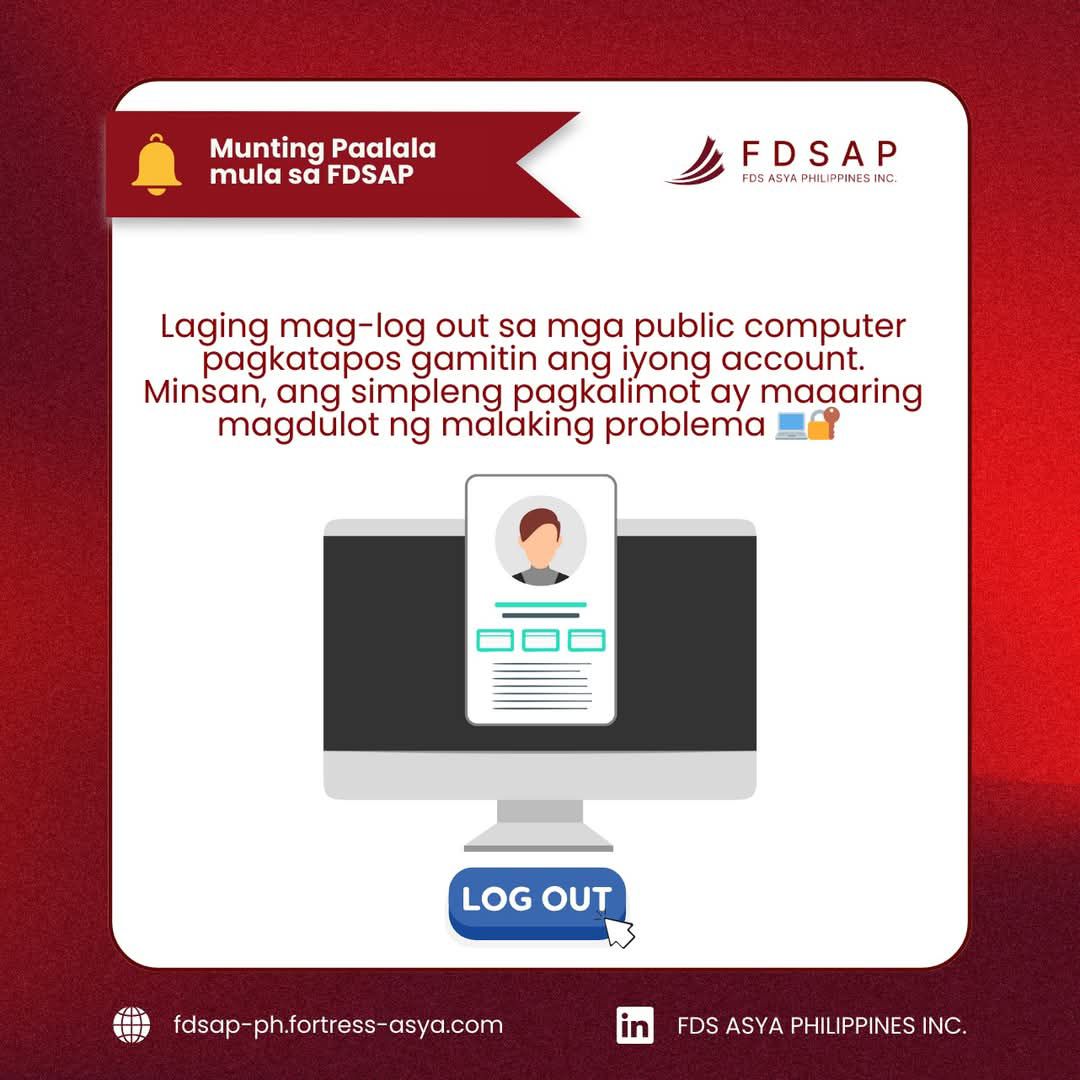 Munting Paalala
mula sa FDSAP
FDSAP
FDS ASYA PHILIPPINES INC.
Laging mag-log out sa mga public computer
pagkatapos gamitin ang iyong account.
Minsan, ang simpleng pagkalimot ay maaaring
magdulot ng malaking problema 💻🔐
LOG OUT
fdsap-ph.fortress-asya.com
in
FDS ASYA PHILIPPINES INC.